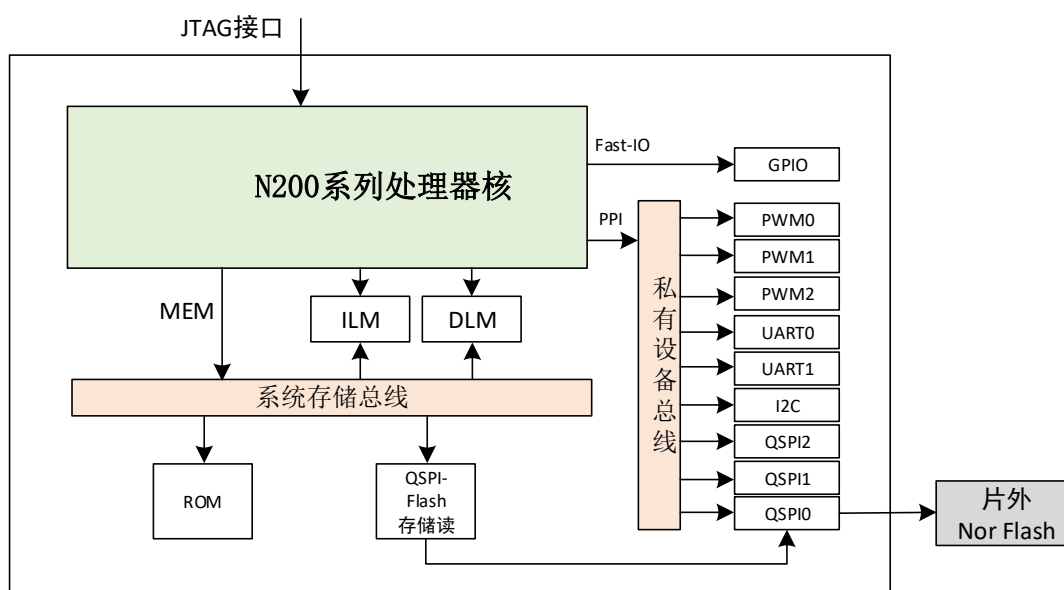 JTAG接口
N200系列处理器核
Fast-IO
GPIO
PPI
私有设备总线
PWM0
PWM1
PWM2
UART0
UART1
I2C
QSPI2
QSPI1
QSPI0
MEM
ILM
DLM
系统存储总线
ROM
QSPI-
Flash
存储读
片外
Nor Flash